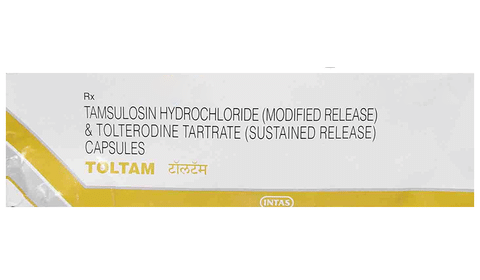 Rx
TAMSULOSIN HYDROCHLORIDE (MODIFIED RELEASE)
& TOLTERODINE TARTRATE (SUSTAINED RELEASE)
CAPSULES
TOLTAM टॉलटॅम
INTAS